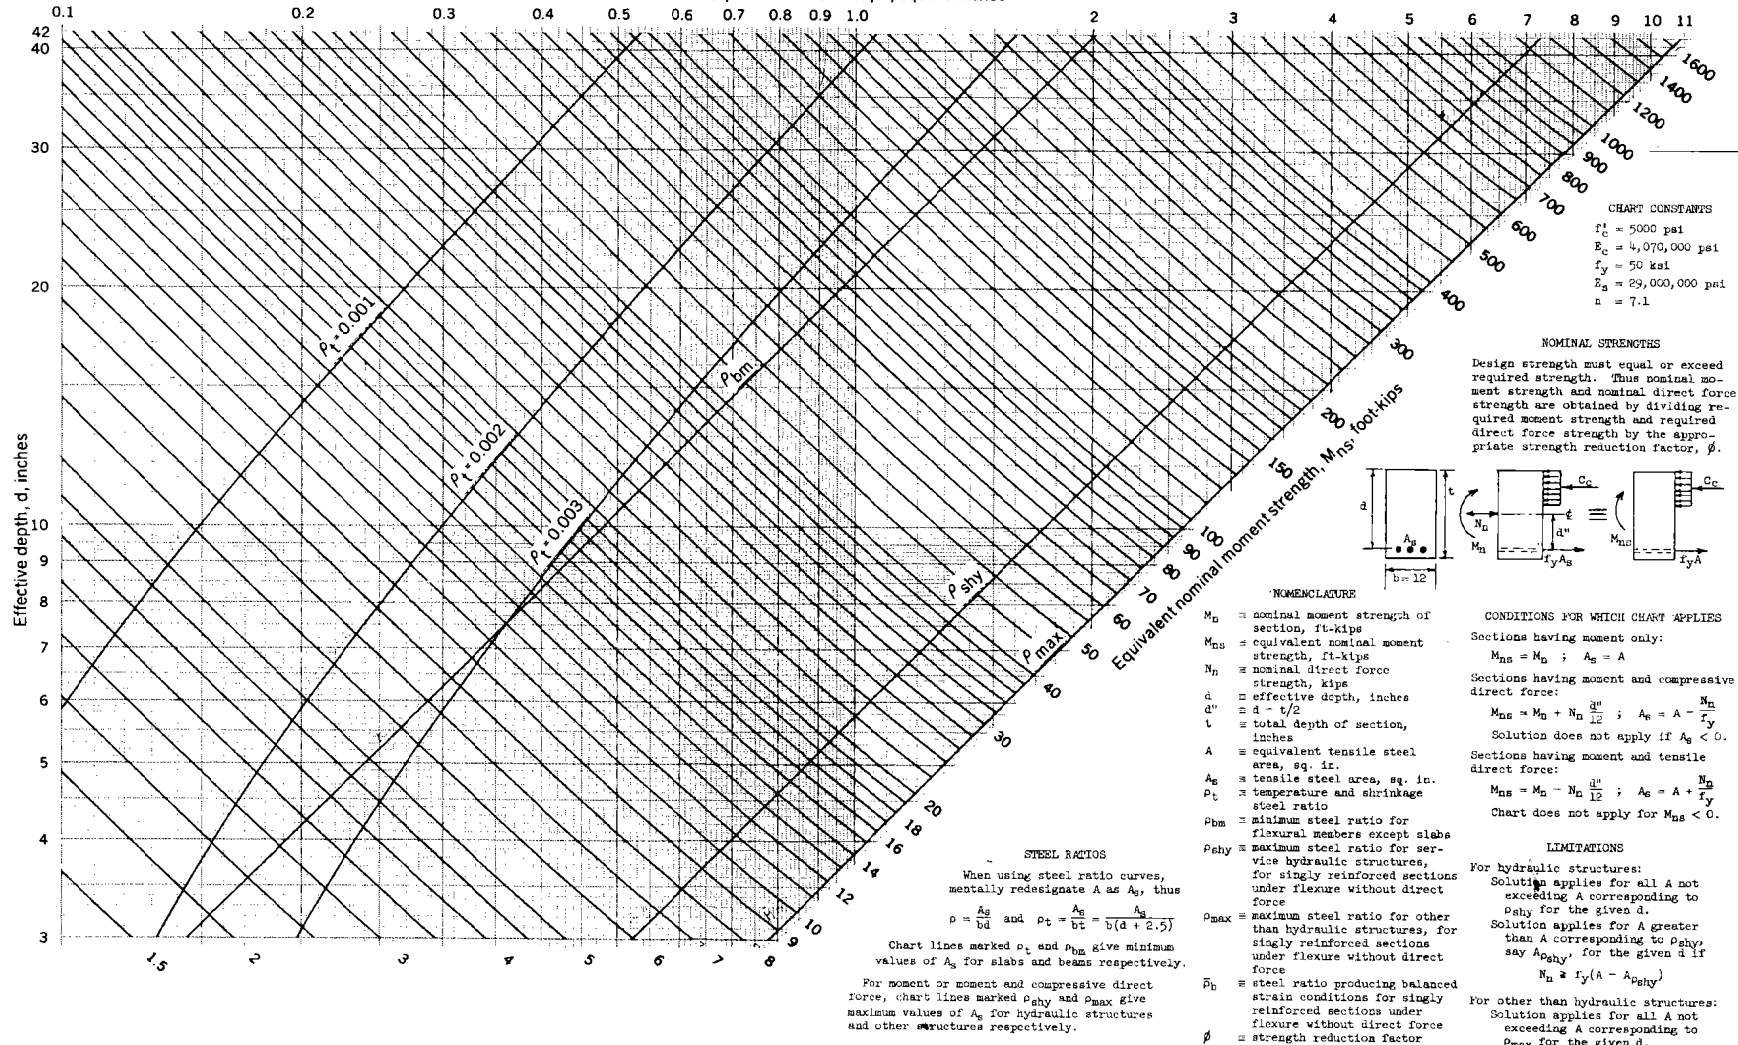 0.1 0.2 0.3 0.4 0.5 0.6 0.7 0.8 0.9 1.0 2 3 4 5 6 7 8 9 10 11
42
40
30
20
10
9
8
7
6
5
4
3
Effective depth, d, inches
1.5 2 3 4 5 6 7 8
9
10
12
14
16
18
20
30
40
50
60
70
80
90
100
150
200
300
400
500
600
700
800
900
1000
1200
1400
1600
Equivalent nominal moment strength, Mns, foot-kips
ρt=0.001
ρt=0.002
ρt=0.003
ρbm
ρshy
ρmax
CHART CONSTANTS
f'c = 5000 psi
Ec = 4,070,000 psi
fy = 50 ksi
Es = 29,000,000 psi
n = 7.1
NOMINAL STRENGTHS
Design strength must equal or exceed
required strength. Thus nominal mo-
ment strength and nominal direct force
strength are obtained by dividing re-
quired moment strength and required
direct force strength by the appro-
priate strength reduction factor, ϕ.
d
t
As
b=12
Nn
Mn
Cc
℄
d"
fyAs
≡
Mns
Cc
fyA
NOMENCLATURE
Mn ≡ nominal moment strength of
section, ft-kips
Mns ≡ equivalent nominal moment
strength, ft-kips
Nn ≡ nominal direct force
strength, kips
d ≡ effective depth, inches
d" ≡ d - t/2
t ≡ total depth of section,
inches
A ≡ equivalent tensile steel
area, sq. in.
As ≡ tensile steel area, sq. in.
ρt ≡ temperature and shrinkage
steel ratio
ρbm ≡ minimum steel ratio for
flexural members except slabs
ρshy ≡ maximum steel ratio for ser-
vice hydraulic structures,
for singly reinforced sections
under flexure without direct
force
ρmax ≡ maximum steel ratio for other
than hydraulic structures, for
singly reinforced sections
under flexure without direct
force
ρ̄b ≡ steel ratio producing balanced
strain conditions for singly
reinforced sections under
flexure without direct force
ϕ ≡ strength reduction factor
CONDITIONS FOR WHICH CHART APPLIES
Sections having moment only:
Mns = Mn ; As = A
Sections having moment and compressive
direct force:
Mns = Mn + Nn d"/12 ; As = A - Nn/fy
Solution does not apply if As < 0.
Sections having moment and tensile
direct force:
Mns = Mn - Nn d"/12 ; As = A + Nn/fy
Chart does not apply for Mns < 0.
LIMITATIONS
For hydraulic structures:
Solution applies for all A not
exceeding A corresponding to
ρshy for the given d.
Solution applies for A greater
than A corresponding to ρshy,
say Aρshy, for the given d if
Nn ≥ fy(A - Aρshy)
For other than hydraulic structures:
Solution applies for all A not
exceeding A corresponding to
ρmax for the given d.
STEEL RATIOS
When using steel ratio curves,
mentally redesignate A as As, thus
ρ = As/bd and ρt = As/bt = As/b(d + 2.5)
Chart lines marked ρt and ρbm give minimum
values of As for slabs and beams respectively.
For moment or moment and compressive direct
force, chart lines marked ρshy and ρmax give
maximum values of As for hydraulic structures
and other structures respectively.